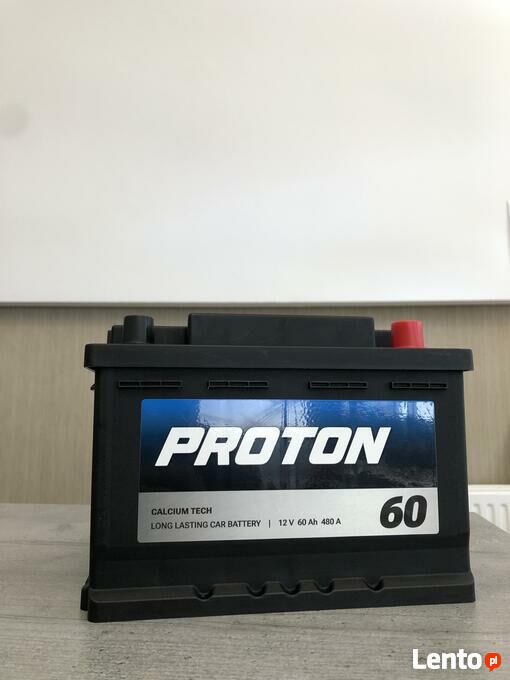 PROTON
CALCIUM TECH
LONG LASTING CAR BATTERY | 12 V 60 Ah 480 A
60
Lento.pl